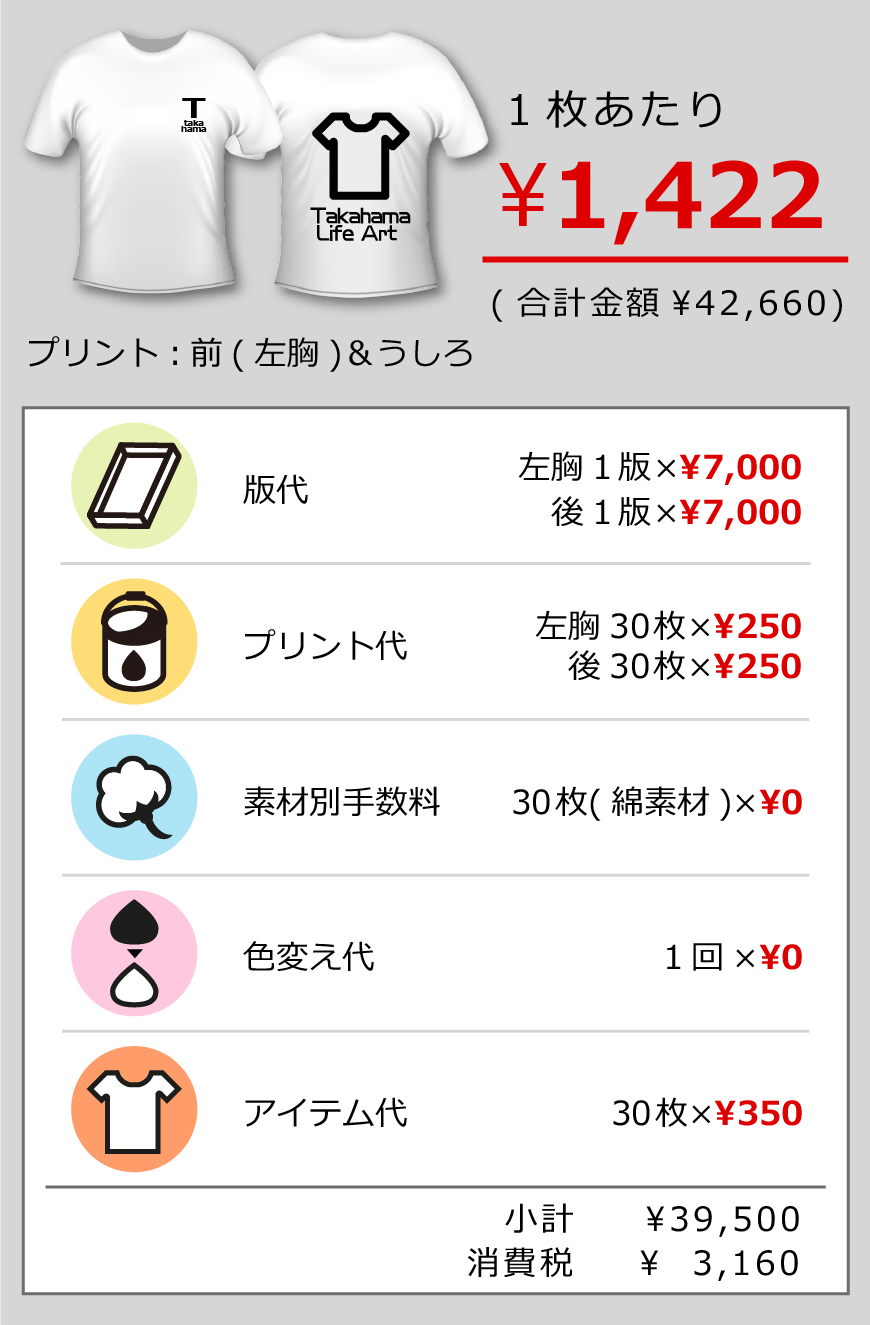 T
taka
hama
Takahama
Life Art
1枚あたり
¥1,422
(合計金額 ¥42,660)
プリント:前(左胸)&うしろ
版代
左胸1版×¥7,000
後1版×¥7,000
プリント代
左胸 30枚×¥250
後 30枚×¥250
素材別手数料
30枚(綿素材)×¥0
色変え代
1回×¥0
アイテム代
30枚×¥350
小計 ¥39,500
消費税 ¥ 3,160